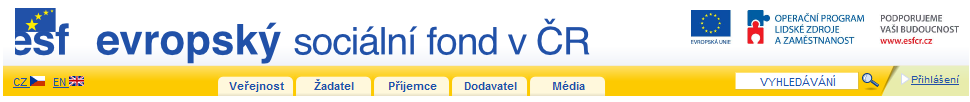 esf evropský sociální fond v ČR
EVROPSKÁ UNIE
OPERAČNÍ PROGRAM
LIDSKÉ ZDROJE
A ZAMĚSTNANOST
PODPORUJEME
VAŠI BUDOUCNOST
www.esfcr.cz
CZ EN
Veřejnost Žadatel Příjemce Dodavatel Média
VYHLEDÁVÁNÍ
Přihlášení